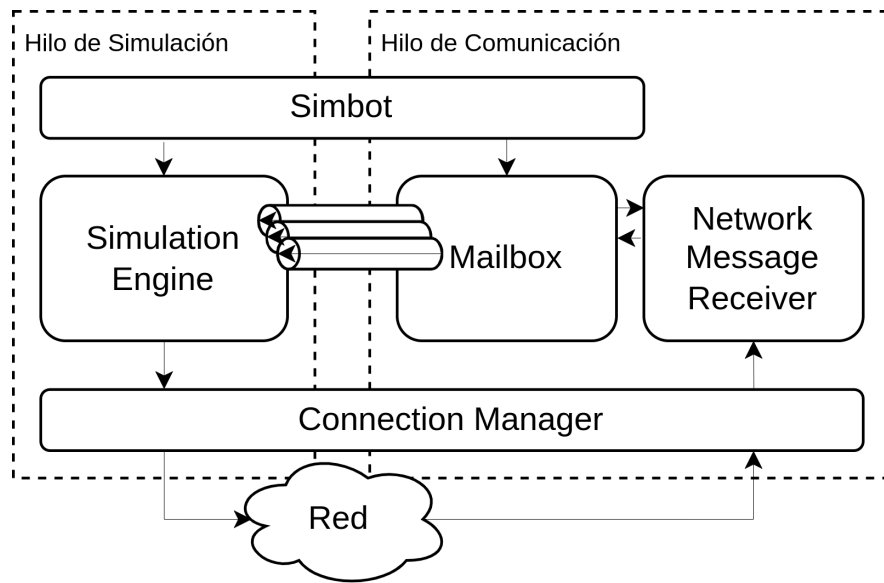 Hilo de Simulación
Hilo de Comunicación
Simbot
Simulation
Engine
Mailbox
Network
Message
Receiver
Connection Manager
Red